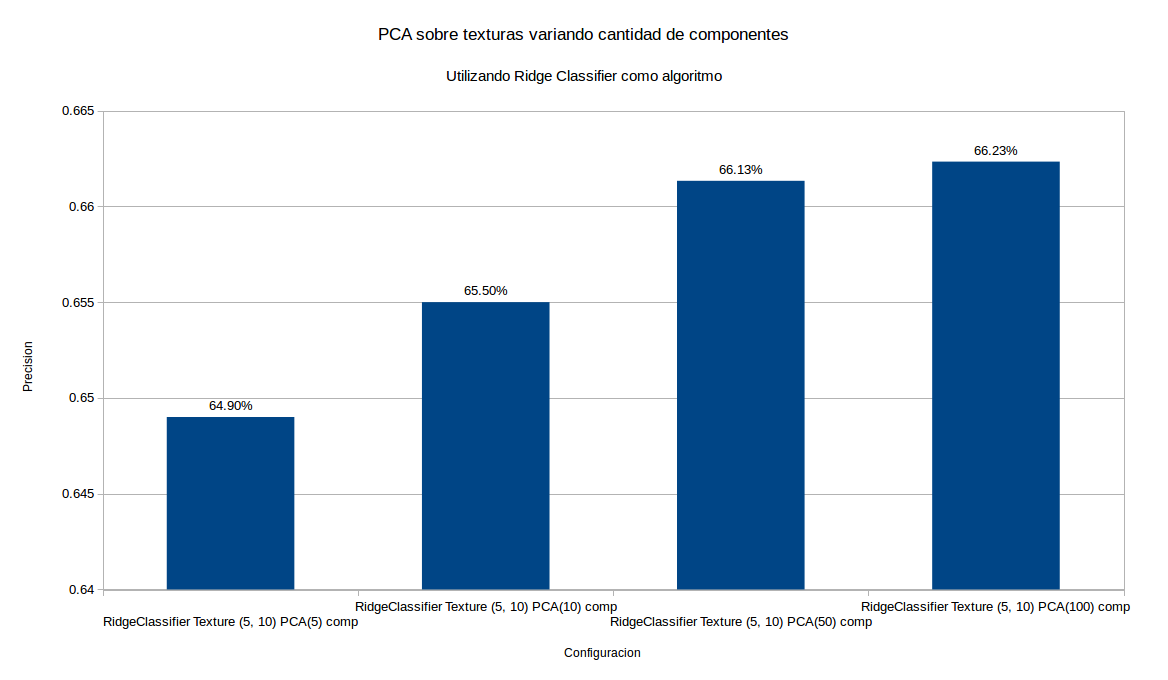 PCA sobre texturas variando cantidad de componentes
Utilizando Ridge Classifier como algoritmo
0.665
0.66
0.655
0.65
0.645
0.64
Precision
64.90%
65.50%
66.13%
66.23%
RidgeClassifier Texture (5, 10) PCA(5) comp
RidgeClassifier Texture (5, 10) PCA(10) comp
RidgeClassifier Texture (5, 10) PCA(50) comp
RidgeClassifier Texture (5, 10) PCA(100) comp
Configuracion